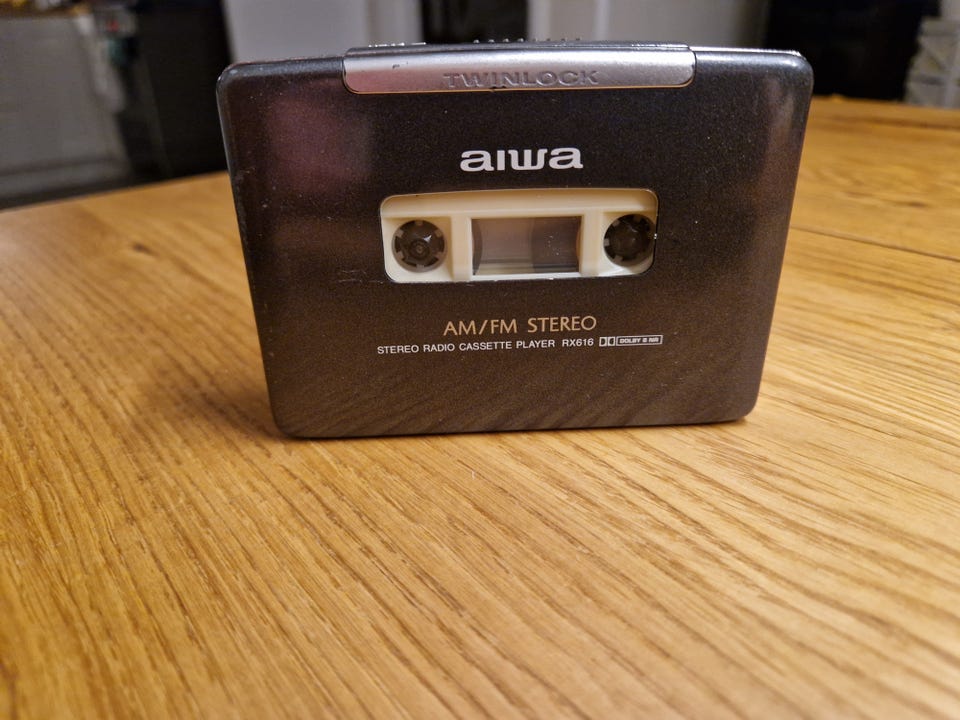 TWINLOCK
aiwa
AM/FM STEREO
STEREO RADIO CASSETTE PLAYER RX616 DOLBY B NR